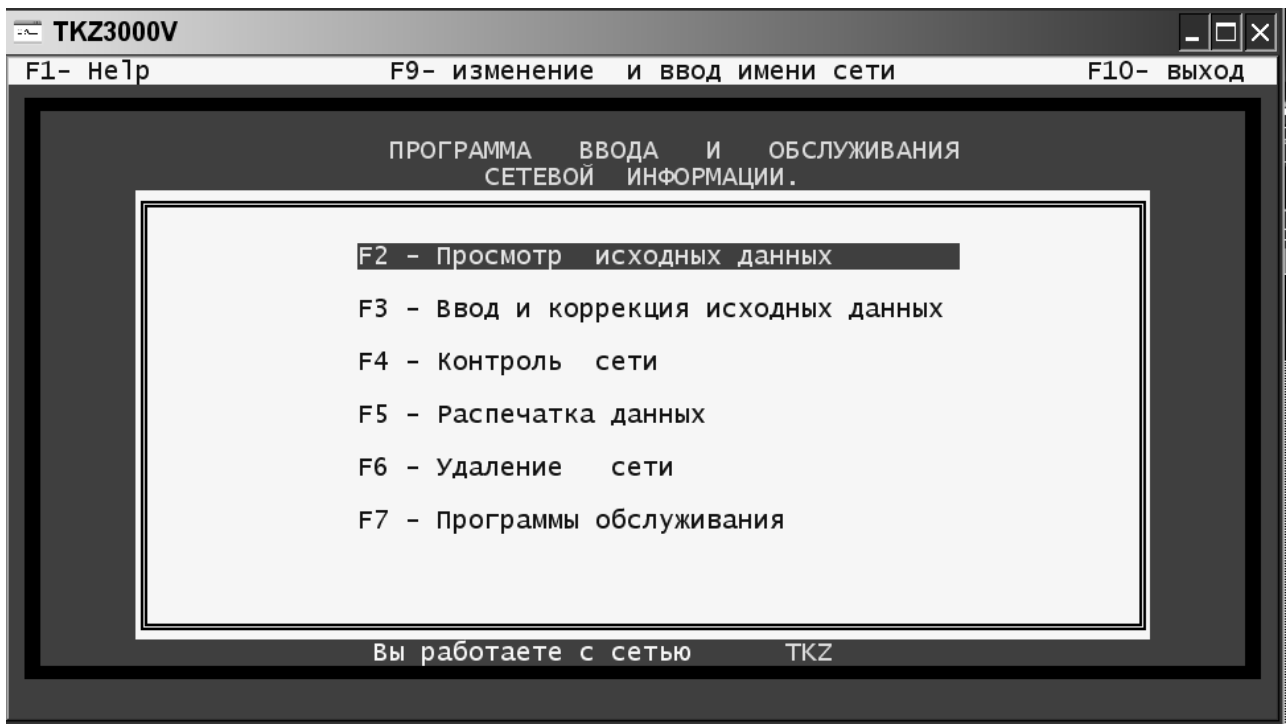 TKZ3000V
F1- Help F9- изменение и ввод имени сети F10- выход
ПРОГРАММА ВВОДА И ОБСЛУЖИВАНИЯ
СЕТЕВОЙ ИНФОРМАЦИИ.
F2 - Просмотр исходных данных
F3 - Ввод и коррекция исходных данных
F4 - Контроль сети
F5 - Распечатка данных
F6 - Удаление сети
F7 - Программы обслуживания
Вы работаете с сетью TKZ